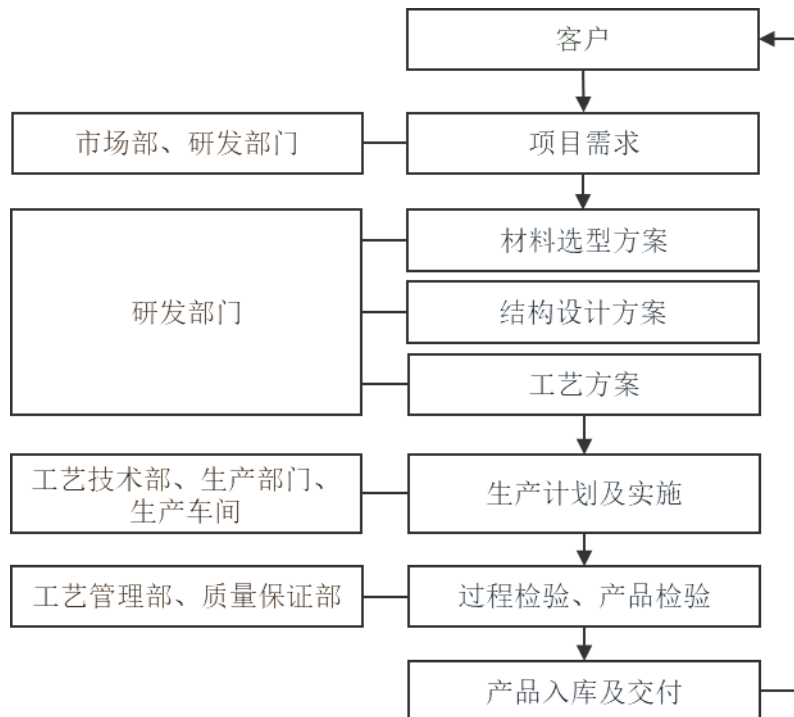 客户
市场部、研发部门
项目需求
材料选型方案
研发部门
结构设计方案
工艺方案
工艺技术部、生产部门、
生产车间
生产计划及实施
工艺管理部、质量保证部
过程检验、产品检验
产品入库及交付